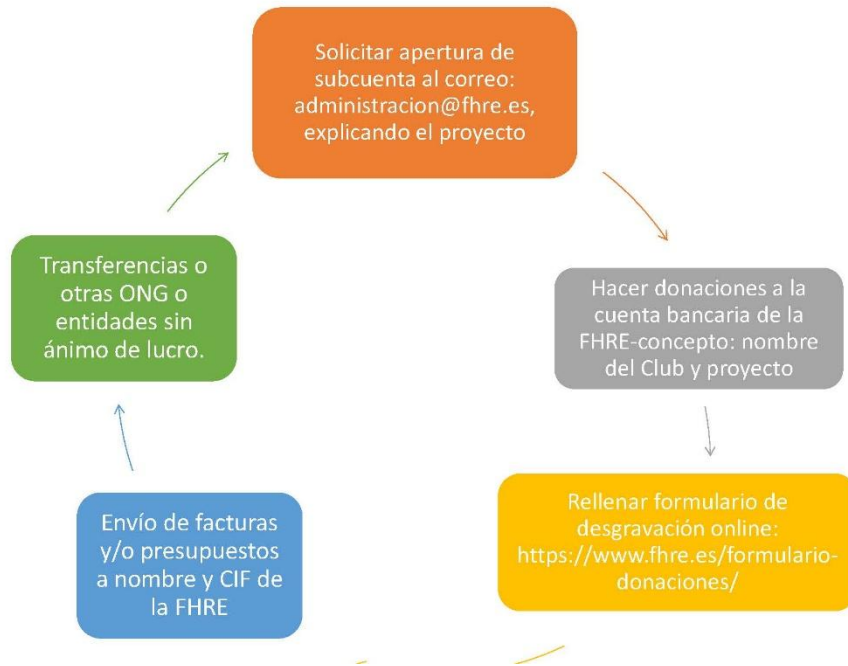 Solicitar apertura de
subcuenta al correo:
administracion@fhre.es,
explicando el proyecto
Hacer donaciones a la
cuenta bancaria de la
FHRE-concepto: nombre
del Club y proyecto
Rellenar formulario de
desgravación online:
https://www.fhre.es/formulario-
donaciones/
Envío de facturas
y/o presupuestos
a nombre y CIF de
la FHRE
Transferencias o
otras ONG o
entidades sin
ánimo de lucro.